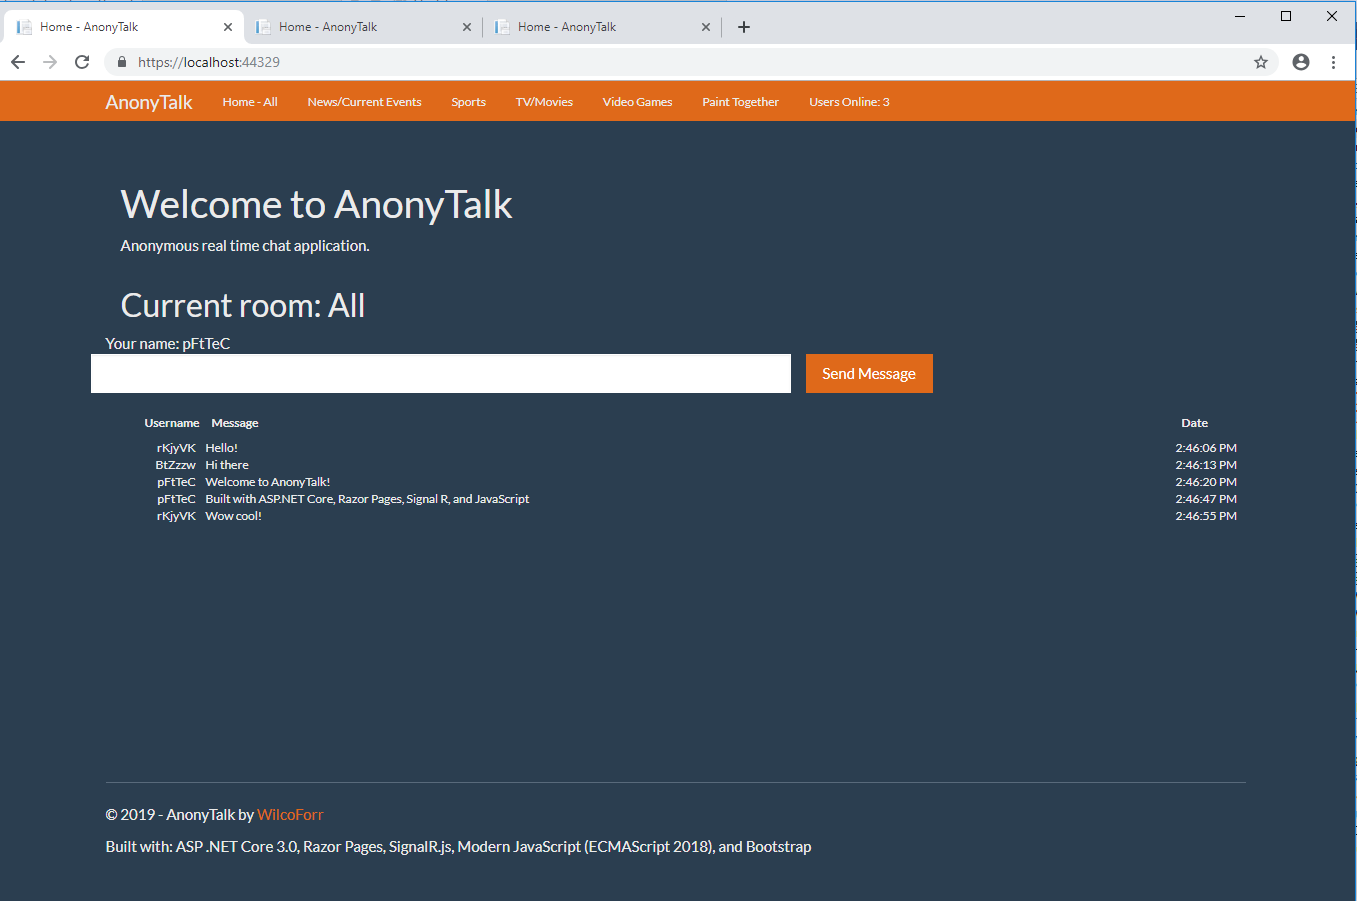 Home - AnonyTalk Home - AnonyTalk Home - AnonyTalk
https://localhost:44329
AnonyTalk Home - All News/Current Events Sports TV/Movies Video Games Paint Together Users Online: 3
Welcome to AnonyTalk
Anonymous real time chat application.
Current room: All
Your name: pFtTeC
Send Message
Username Message Date
rKjyVK Hello! 2:46:06 PM
BtZzzw Hi there 2:46:13 PM
pFtTeC Welcome to AnonyTalk! 2:46:20 PM
pFtTeC Built with ASP.NET Core, Razor Pages, Signal R, and JavaScript 2:46:47 PM
rKjyVK Wow cool! 2:46:55 PM
© 2019 - AnonyTalk by WilcoForr
Built with: ASP .NET Core 3.0, Razor Pages, SignalR.js, Modern JavaScript (ECMAScript 2018), and Bootstrap